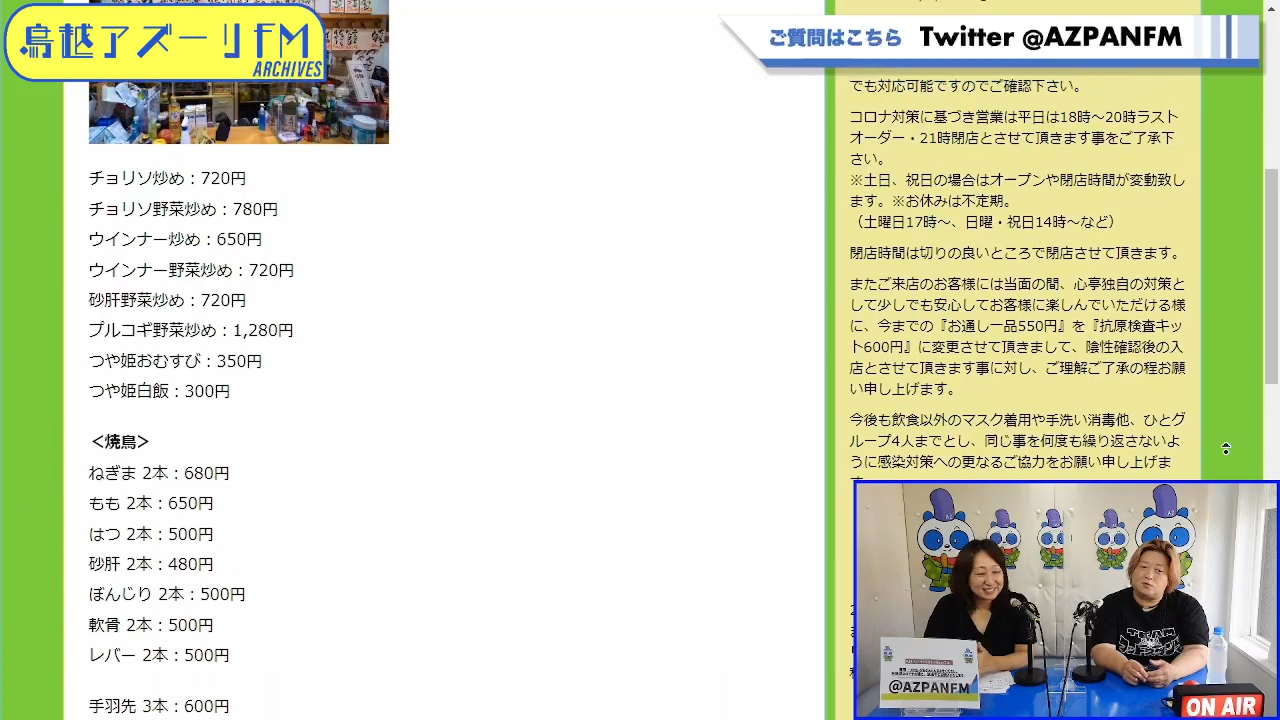 鳥越アズーリFM
ARCHIVES
ご質問はこちら Twitter @AZPANFM
チョリソ炒め：720円
チョリソ野菜炒め：780円
ウインナー炒め：650円
ウインナー野菜炒め：720円
砂肝野菜炒め：720円
プルコギ野菜炒め：1,280円
つや姫おむすび：350円
つや姫白飯：300円
＜焼鳥＞
ねぎま 2本：680円
もも 2本：650円
はつ 2本：500円
砂肝 2本：480円
ぼんじり 2本：500円
軟骨 2本：500円
レバー 2本：500円
手羽先 3本：600円
でも対応可能ですのでご確認下さい。
コロナ対策に基づき営業は平日は18時～20時ラスト
オーダー・21時閉店とさせて頂きます事をご了承下
さい。
※土日、祝日の場合はオープンや閉店時間が変動致し
ます。※お休みは不定期。
（土曜日17時～、日曜・祝日14時～など）
閉店時間は切りの良いところで閉店させて頂きます。
またご来店のお客様には当面の間、心亭独自の対策と
して少しでも安心してお客様に楽しんでいただける様
に、今までの『お通し一品550円』を『抗原検査キッ
ト600円』に変更させて頂きまして、陰性確認後の入
店とさせて頂きます事に対し、ご理解ご了承の程お願
い申し上げます。
今後も飲食以外のマスク着用や手洗い消毒他、ひとグ
ループ4人までとし、同じ事を何度も繰り返さないよ
うに感染対策への更なるご協力をお願い申し上げま
@AZPANFM
ON AIR